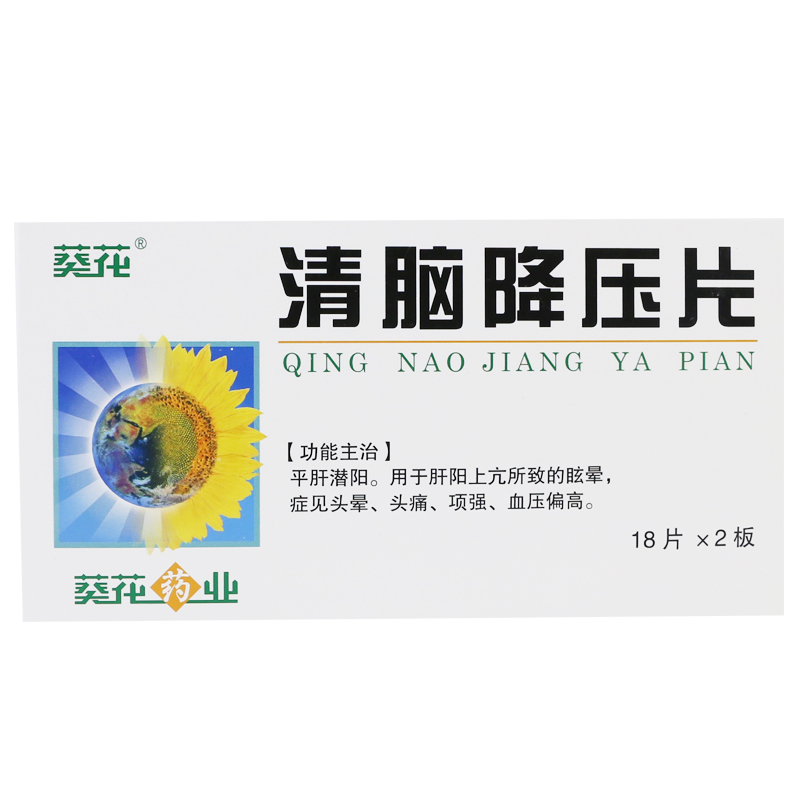 葵花®
清脑降压片
QING NAO JIANG YA PIAN
【功能主治】
平肝潜阳。用于肝阳上亢所致的眩晕，
症见头晕、头痛、项强、血压偏高。
18片×2板
葵花药业